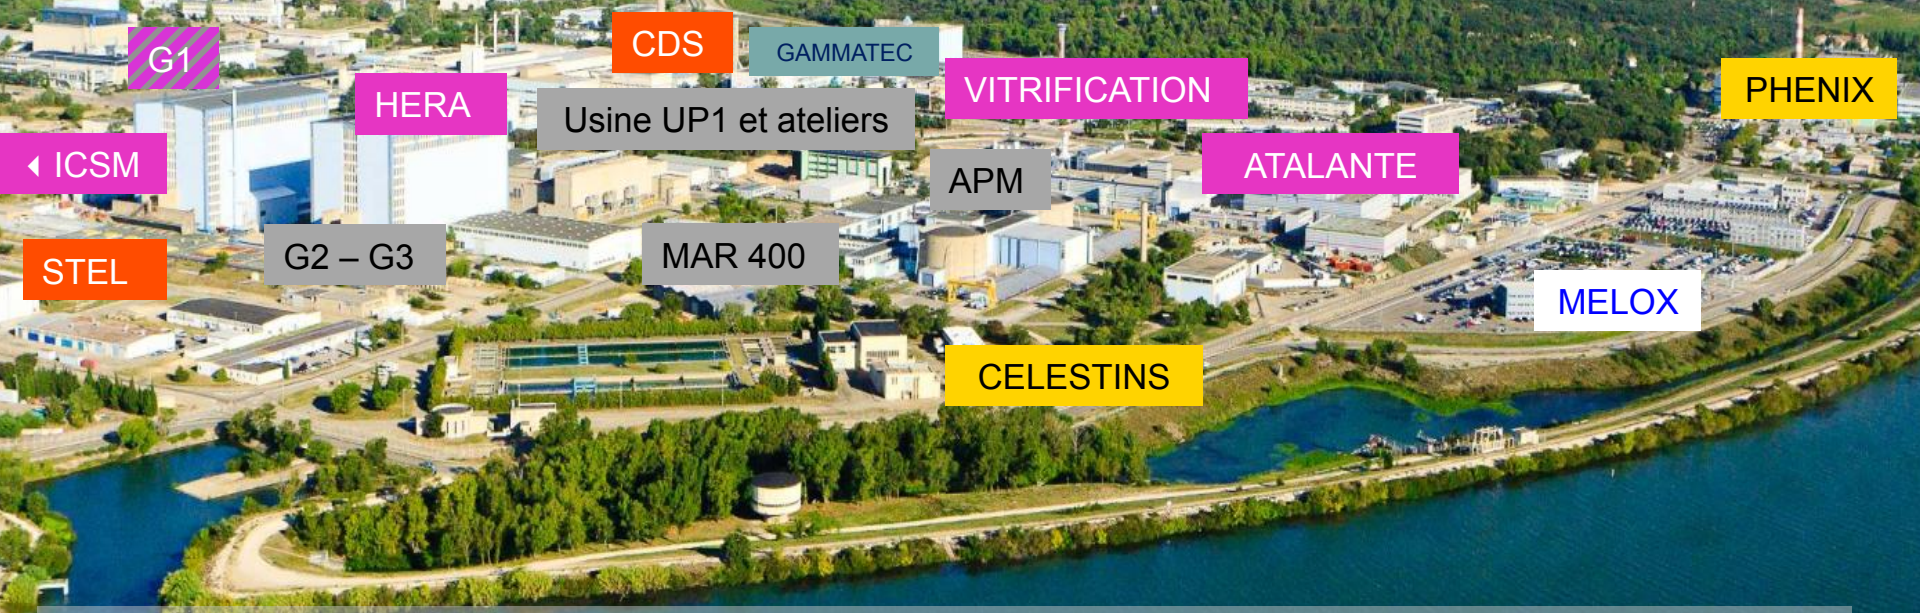 G1
CDS
GAMMATEC
HERA
VITRIFICATION
PHENIX
Usine UP1 et ateliers
ICSM
APM
ATALANTE
STEL
G2 – G3
MAR 400
MELOX
CELESTINS